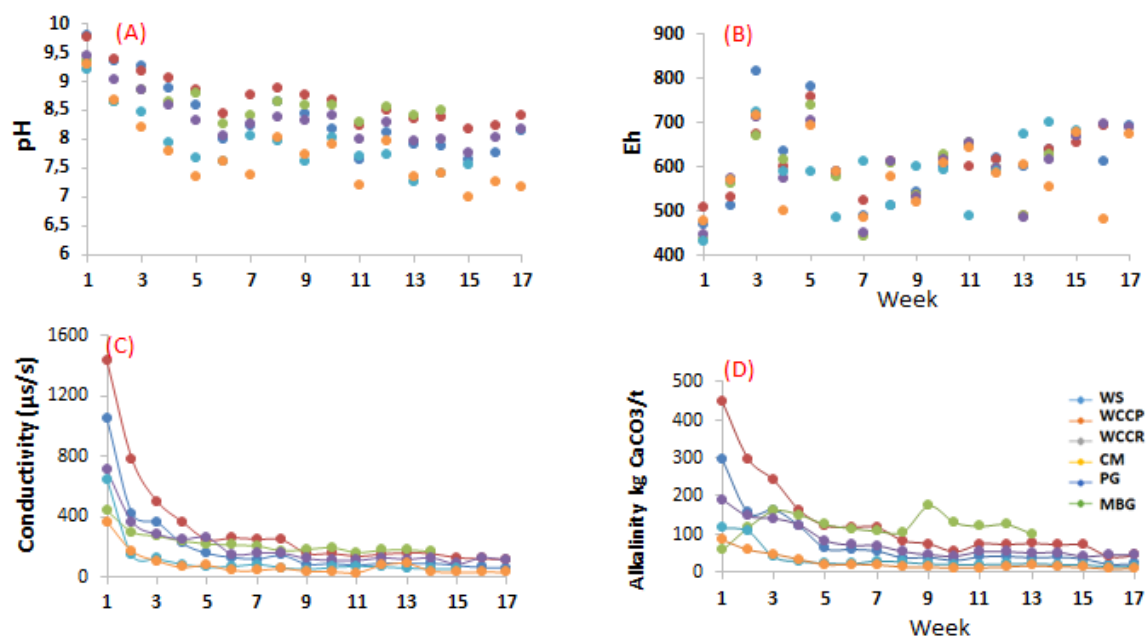 (A)
pH
10
9,5
9
8,5
8
7,5
7
6,5
6
1 3 5 7 9 11 13 15 17
(B)
Eh
900
800
700
600
500
400
1 3 5 7 9 11 13 15 17
Week
(C)
Conductivity (µs/s)
1600
1200
800
400
0
1 3 5 7 9 11 13 15 17
(D)
Alkalinity kg CaCO3/t
500
400
300
200
100
0
1 3 5 7 9 11 13 15 17
Week
WS
WCCP
WCCR
CM
PG
MBG